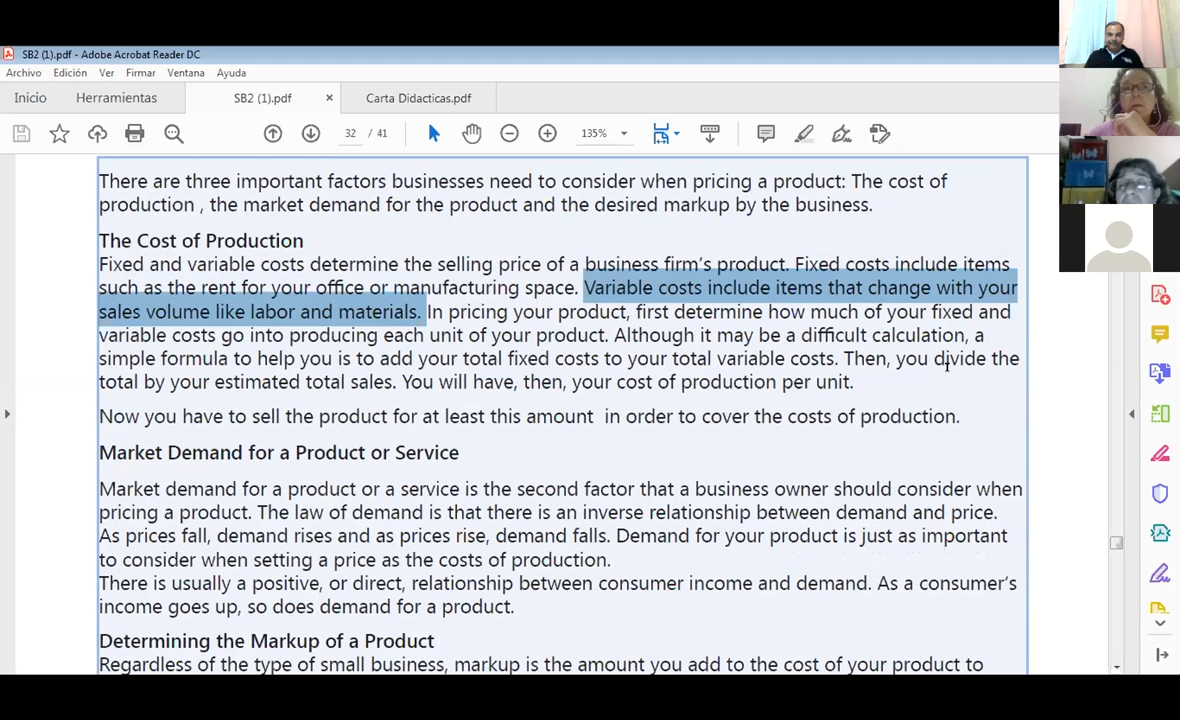 SB2 (1).pdf - Adobe Acrobat Reader DC
Archivo Edición Ver Firmar Ventana Ayuda
Inicio Herramientas SB2 (1).pdf × Carta Didacticas.pdf
32 / 41 135%
There are three important factors businesses need to consider when pricing a product: The cost of
production , the market demand for the product and the desired markup by the business.
The Cost of Production
Fixed and variable costs determine the selling price of a business firm's product. Fixed costs include items
such as the rent for your office or manufacturing space. Variable costs include items that change with your
sales volume like labor and materials. In pricing your product, first determine how much of your fixed and
variable costs go into producing each unit of your product. Although it may be a difficult calculation, a
simple formula to help you is to add your total fixed costs to your total variable costs. Then, you divide the
total by your estimated total sales. You will have, then, your cost of production per unit.
Now you have to sell the product for at least this amount in order to cover the costs of production.
Market Demand for a Product or Service
Market demand for a product or a service is the second factor that a business owner should consider when
pricing a product. The law of demand is that there is an inverse relationship between demand and price.
As prices fall, demand rises and as prices rise, demand falls. Demand for your product is just as important
to consider when setting a price as the costs of production.
There is usually a positive, or direct, relationship between consumer income and demand. As a consumer's
income goes up, so does demand for a product.
Determining the Markup of a Product
Regardless of the type of small business, markup is the amount you add to the cost of your product to